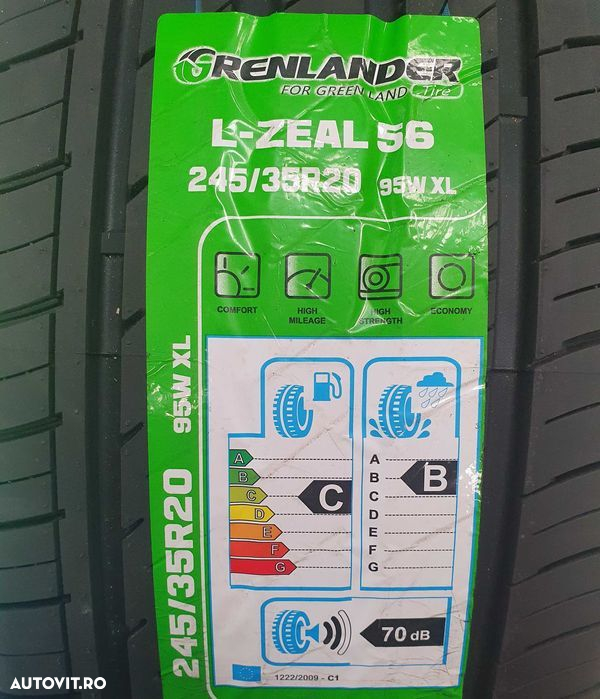 GRENLANDER
FOR GREEN LAND Tire
L-ZEAL 56
245/35R20 95W XL
COMFORT
HIGH MILEAGE
HIGH STRENGTH
ECONOMY
245/35R20 95W XL
A
B
C
D
E
F
G
C
A
B
C
D
E
F
G
B
70 dB
1222/2009 - C1
AUTOVIT.RO